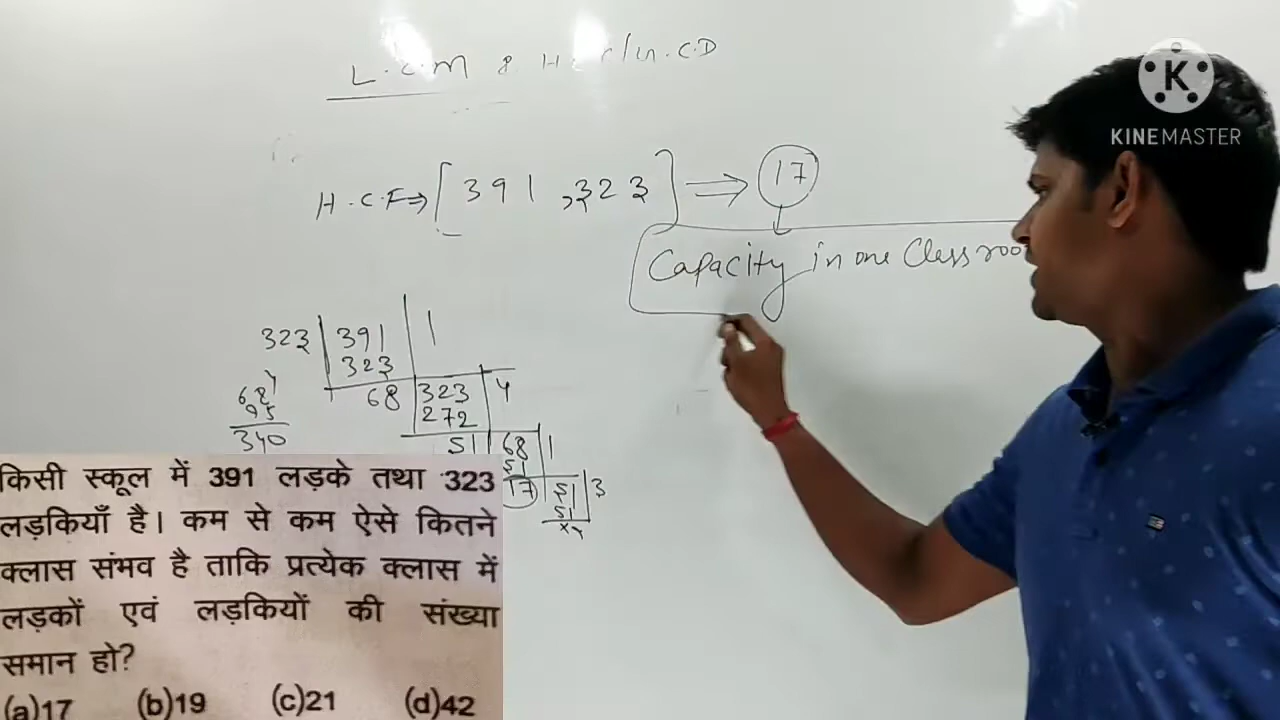 L.C.M & H.C.F/G.C.D
KINEMASTER
H.C.F ⇒ [391, 323] ⇒ 17
Capacity in one Classroo
323 391 1
323
68 323 4
272
51 68 1
51
17 51 3
51
xx
68
340
किसी स्कूल में 391 लड़के तथा 323
लड़कियाँ है। कम से कम ऐसे कितने
क्लास संभव है ताकि प्रत्येक क्लास में
लड़कों एवं लड़कियों की संख्या
समान हो?
(a)17 (b)19 (c)21 (d)42